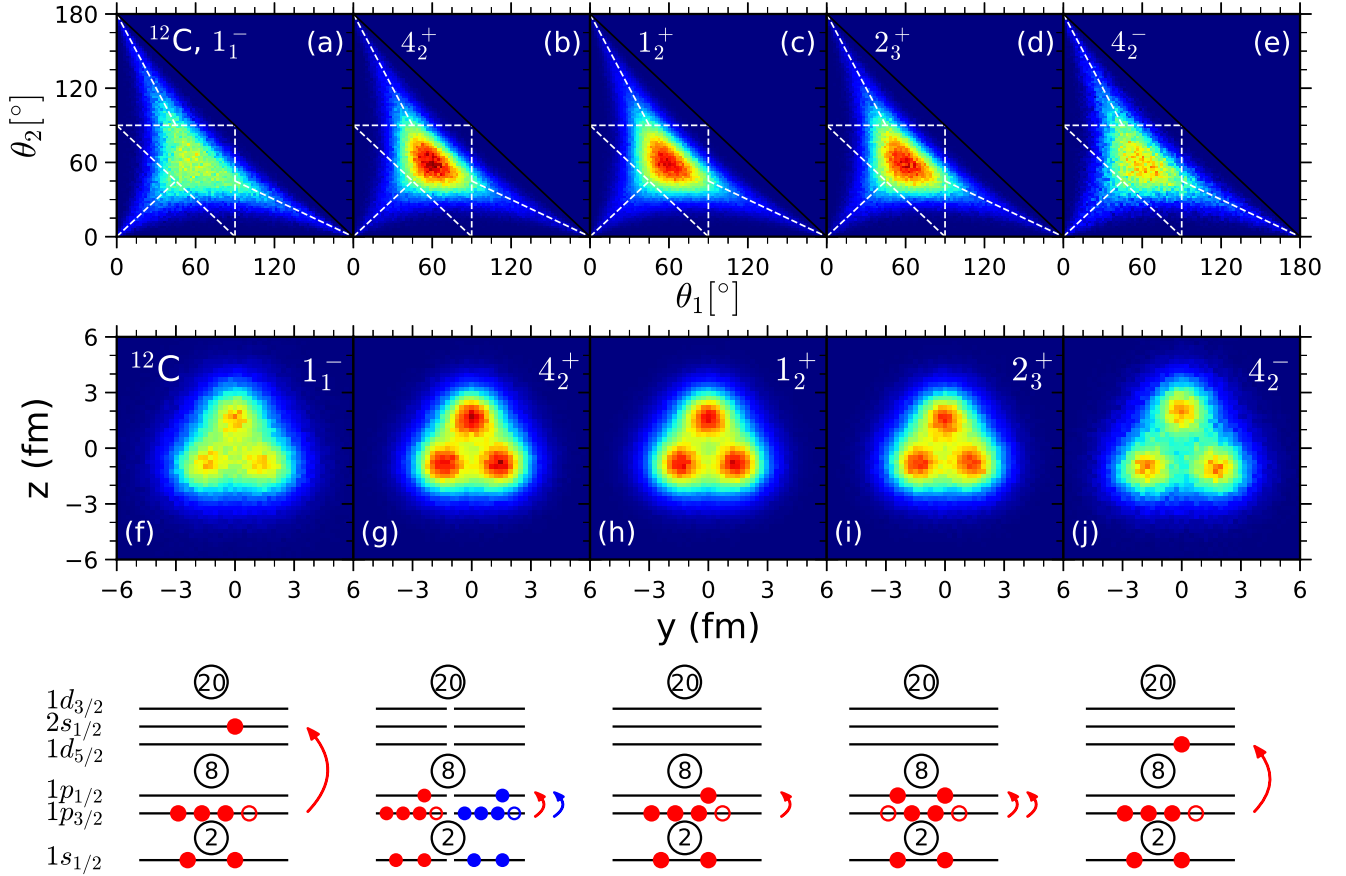 180
120
60
0
θ₂[°]
¹²C, 1₁⁻ (a)
4₂⁺ (b)
1₂⁺ (c)
2₃⁺ (d)
4₂⁻ (e)
0 120 60 120 0 60 120 0 60 120 0 60 120 180
θ₁[°]
6
3
0
−3
−6
z (fm)
¹²C 1₁⁻
4₂⁺
1₂⁺
2₃⁺
4₂⁻
(f) (g) (h) (i) (j)
−6 −3 0 3 6 −3 0 3 6 −3 0 3 6 −3 0 3 6 −3 0 3 6
y (fm)
20 20 20 20 20
1d₃/₂
2s₁/₂
1d₅/₂
8 8 8 8 8
1p₁/₂
1p₃/₂
2 2 2 2 2
1s₁/₂